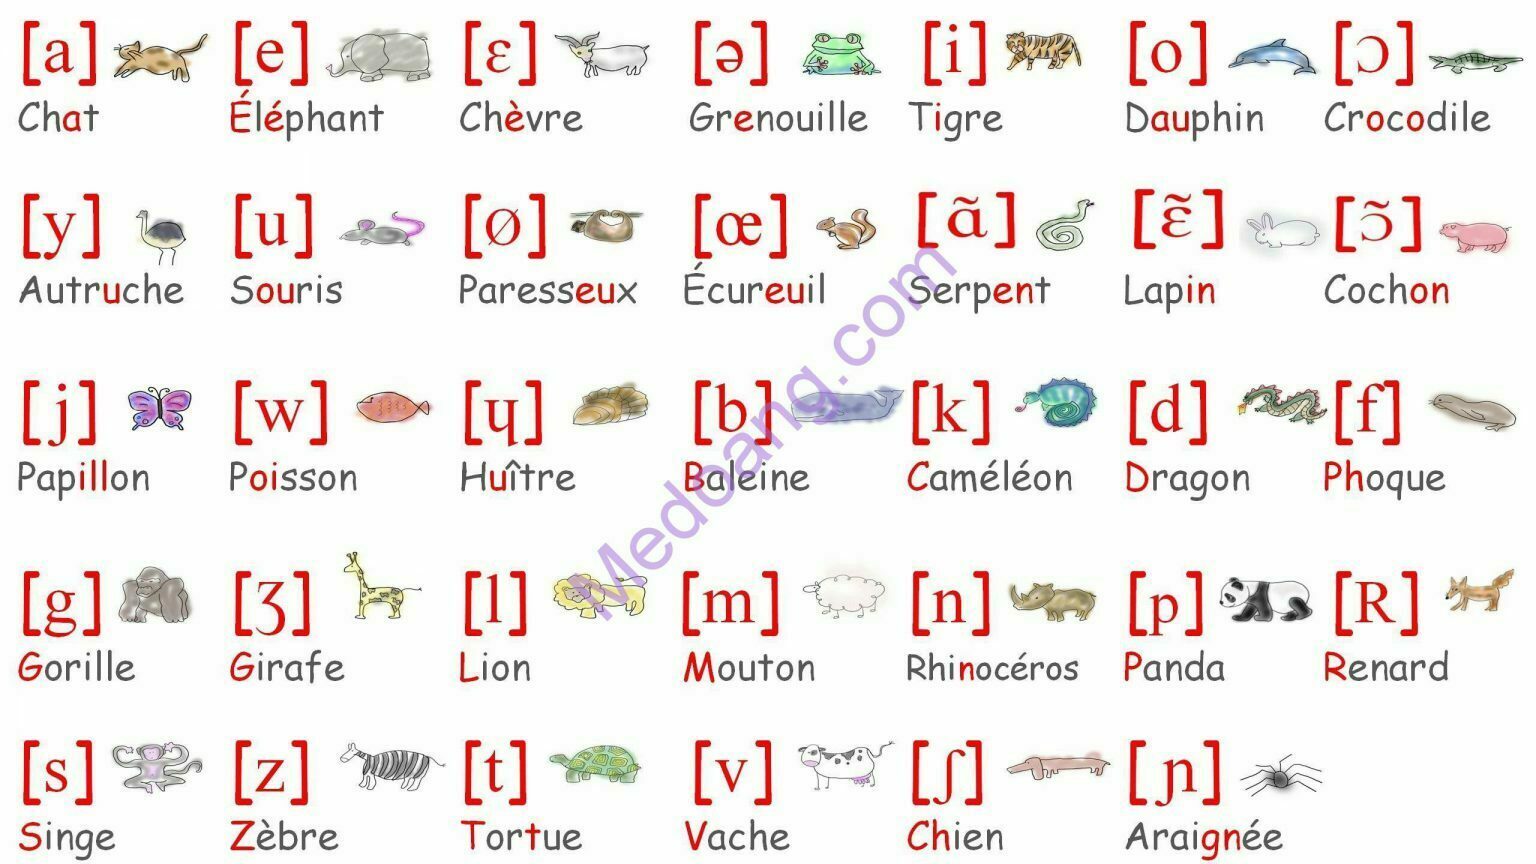 [a] [e] [ɛ] [ə] [i] [o] [ɔ]
Chat Éléphant Chèvre Grenouille Tigre Dauphin Crocodile
[y] [u] [ø] [œ] [ɑ̃] [ɛ̃] [ɔ̃]
Autruche Souris Paresseux Écureuil Serpent Lapin Cochon
[j] [w] [ɥ] [b] [k] [d] [f]
Papillon Poisson Huître Baleine Caméléon Dragon Phoque
[g] [ʒ] [l] [m] [n] [p] [R]
Gorille Girafe Lion Mouton Rhinocéros Panda Renard
[s] [z] [t] [v] [ʃ] [ɲ]
Singe Zèbre Tortue Vache Chien Araignée
Medoang.com